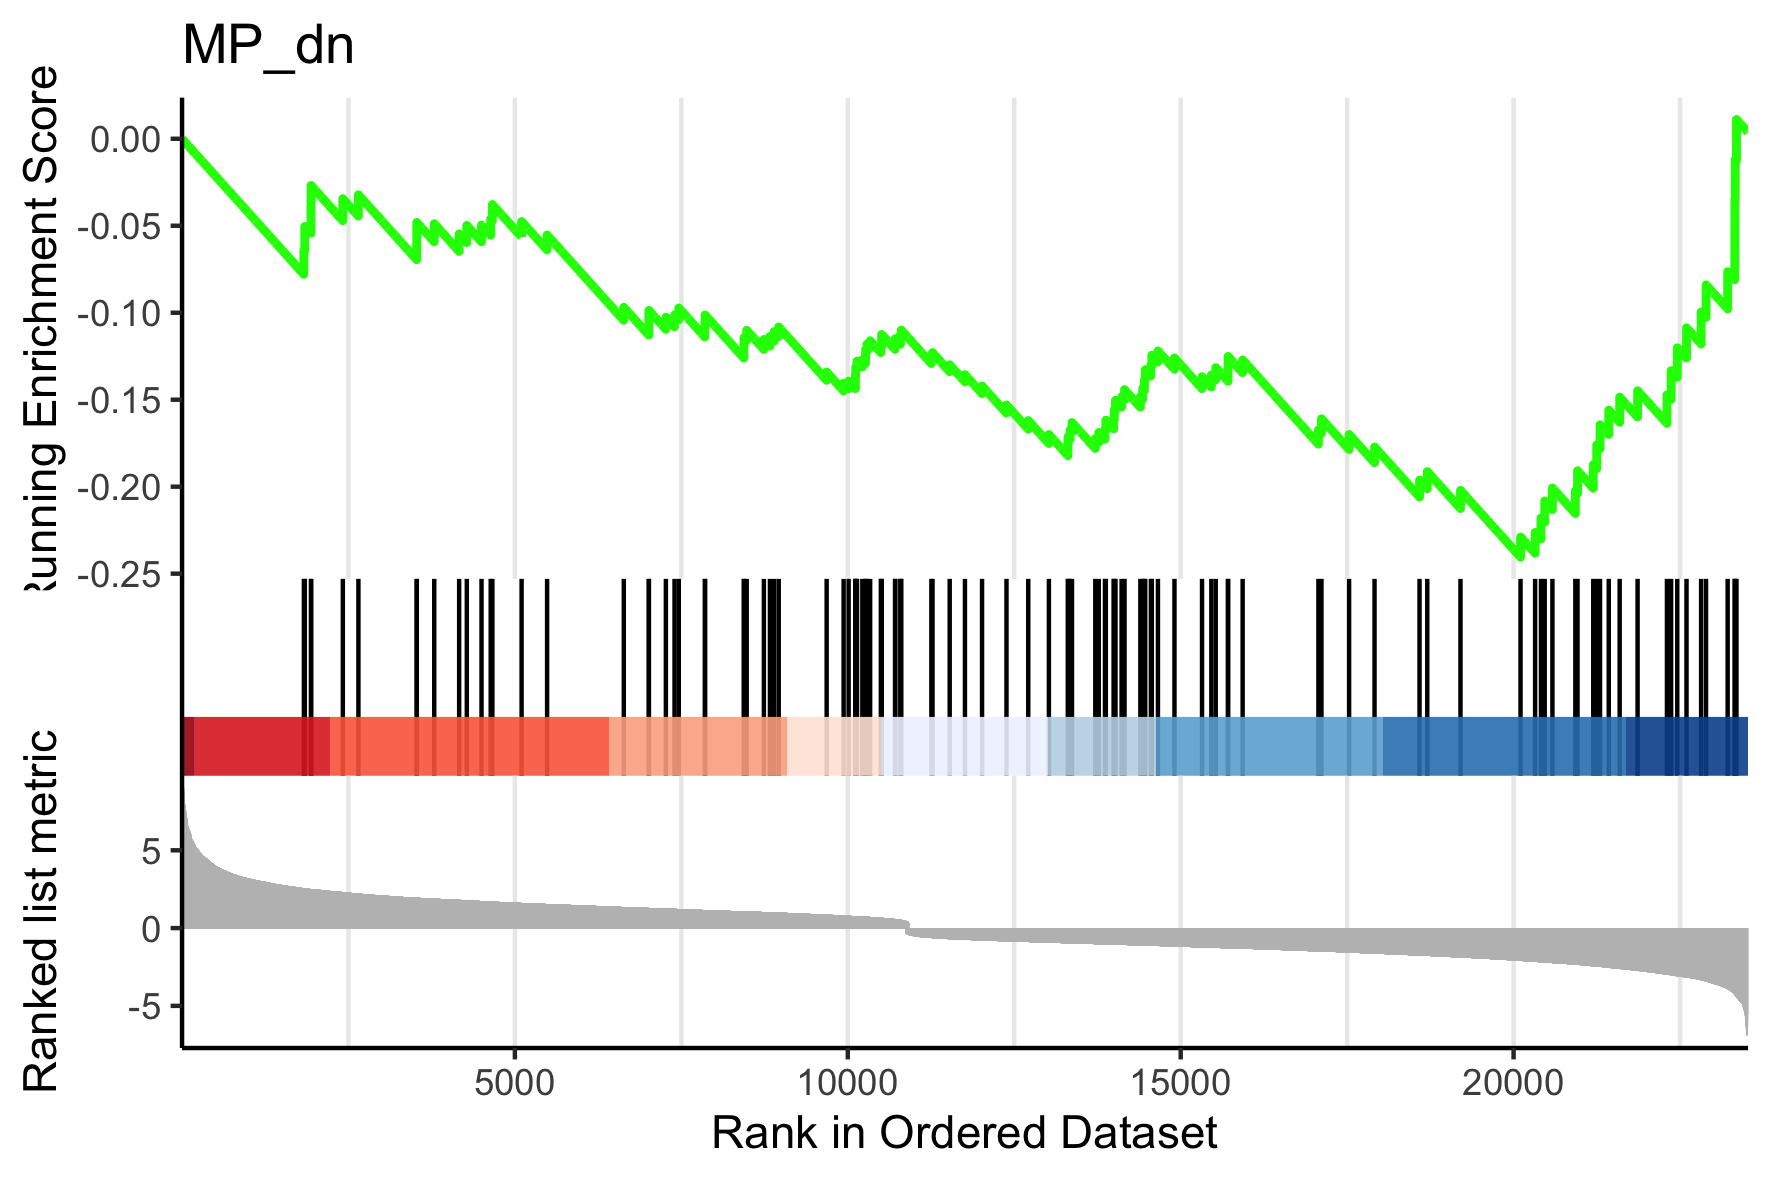 MP_dn
Running Enrichment Score
0.00
-0.05
-0.10
-0.15
-0.20
-0.25
Ranked list metric
5
0
-5
5000 10000 15000 20000
Rank in Ordered Dataset